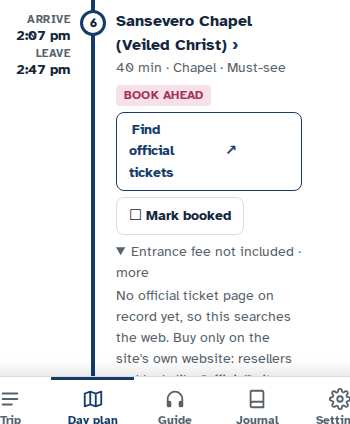 ARRIVE
2:07 pm
LEAVE
2:47 pm
6
Sansevero Chapel
(Veiled Christ) ›
40 min · Chapel · Must-see
BOOK AHEAD
Find
official ↗
tickets
☐ Mark booked
▼ Entrance fee not included ·
more
No official ticket page on
record yet, so this searches
the web. Buy only on the
site's own website: resellers
Trip
Day plan
Guide
Journal
Settin